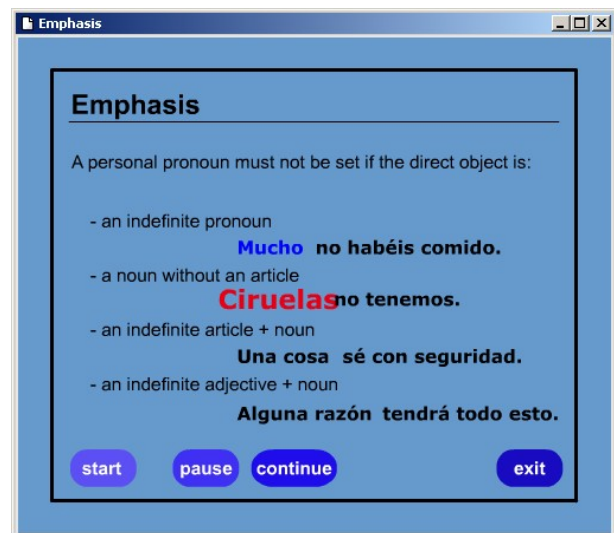 Emphasis
Emphasis
A personal pronoun must not be set if the direct object is:
- an indefinite pronoun
Mucho no habéis comido.
- a noun without an article
Ciruelas no tenemos.
- an indefinite article + noun
Una cosa sé con seguridad.
- an indefinite adjective + noun
Alguna razón tendrá todo esto.
start pause continue exit